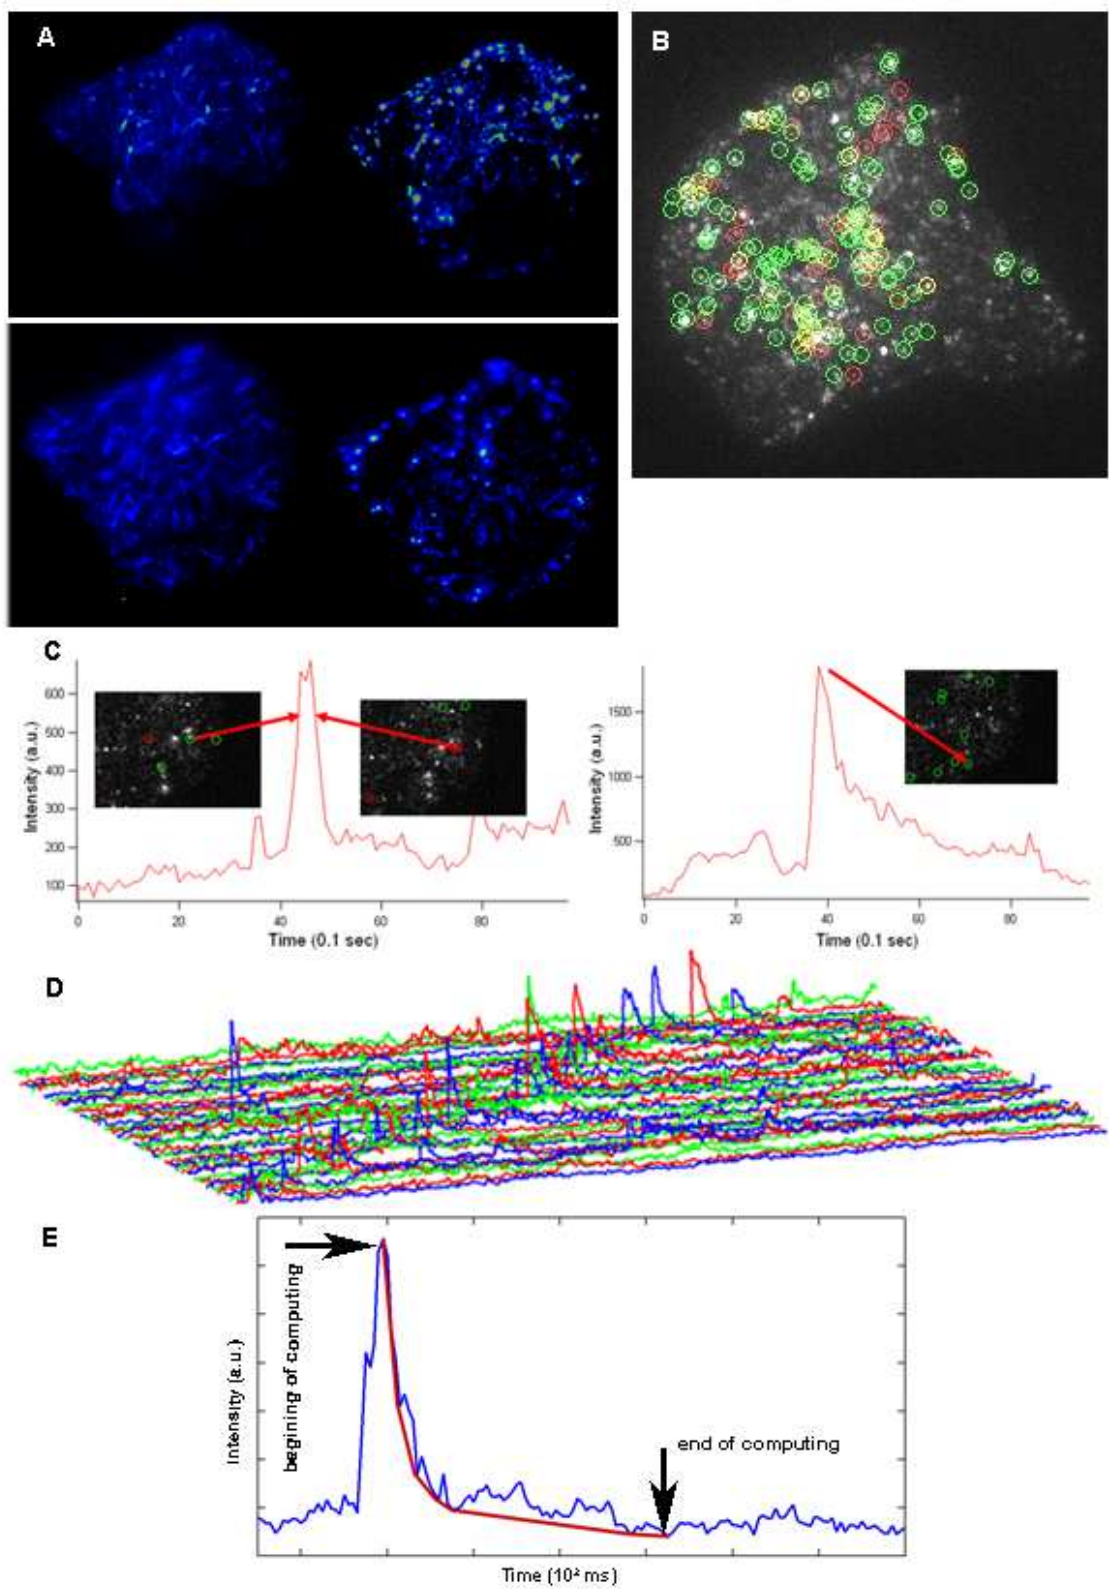 A
B
C
600
500
400
300
200
100
Intensity (a.u.)
0
20
40
60
80
Time (0.1 sec)
1500
1000
500
Intensity (a.u.)
0
20
40
60
80
Time (0.1 sec)
D
E
begining of computing
end of computing
Intensity (a.u.)
Time (10² ms)